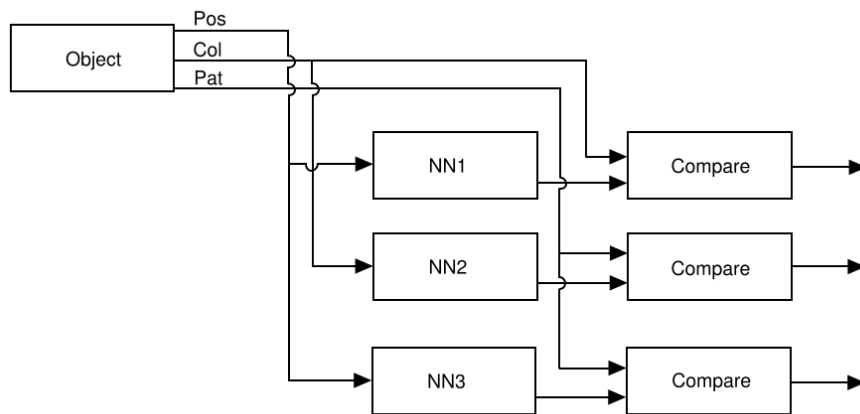 Pos
Col
Object
Pat
NN1
Compare
NN2
Compare
NN3
Compare